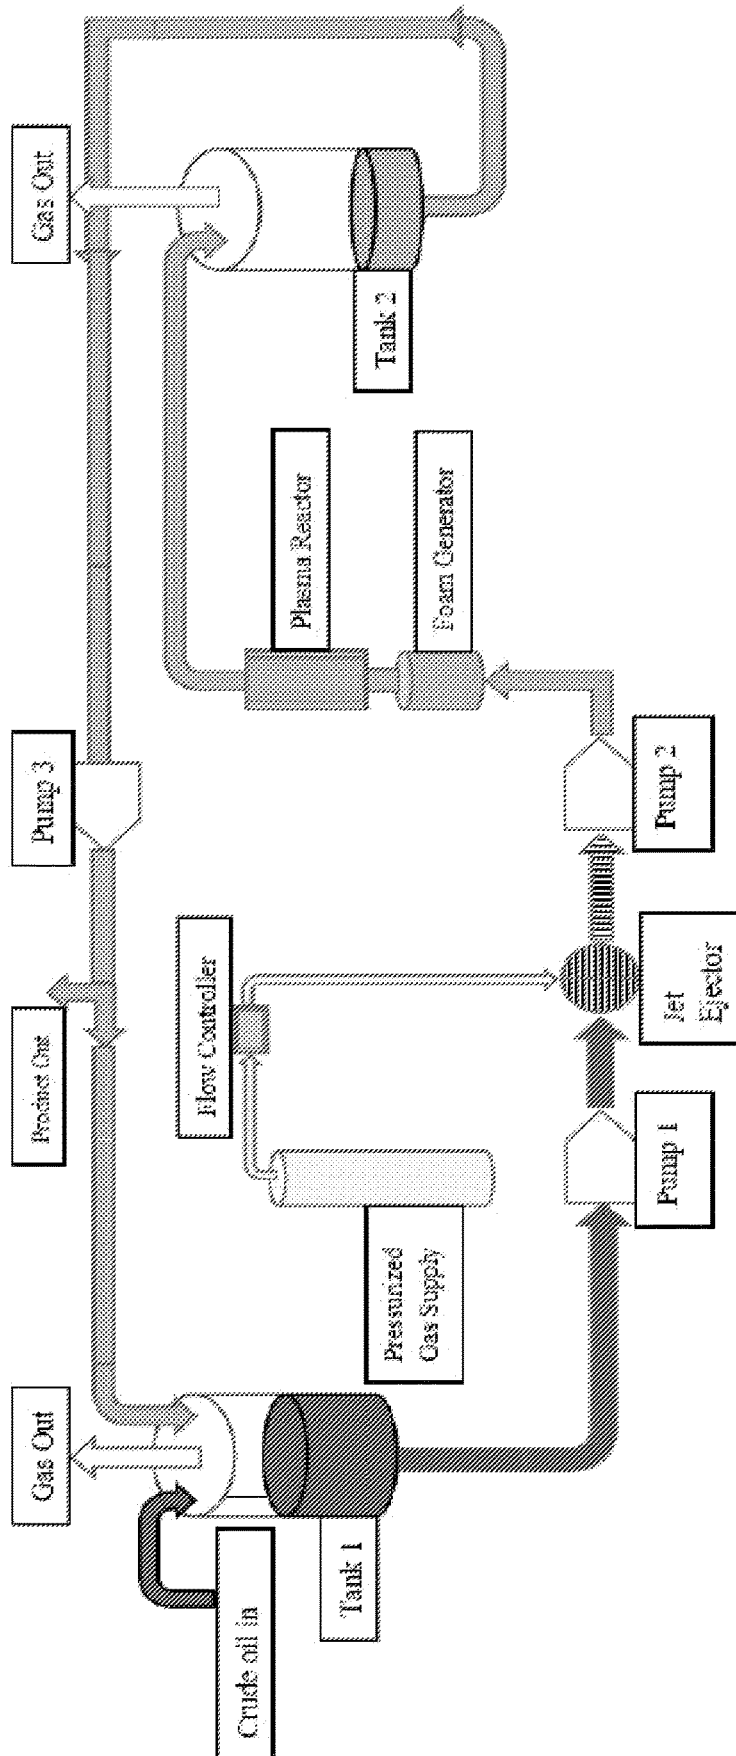 Gas Out
Product Out
Pump 3
Gas Out
Crude oil in
Tank 1
Pressurized
Gas Supply
Flow Controller
Plasma Reactor
Foam Generator
Tank 2
Pump 1
Jet
Ejector
Pump 2